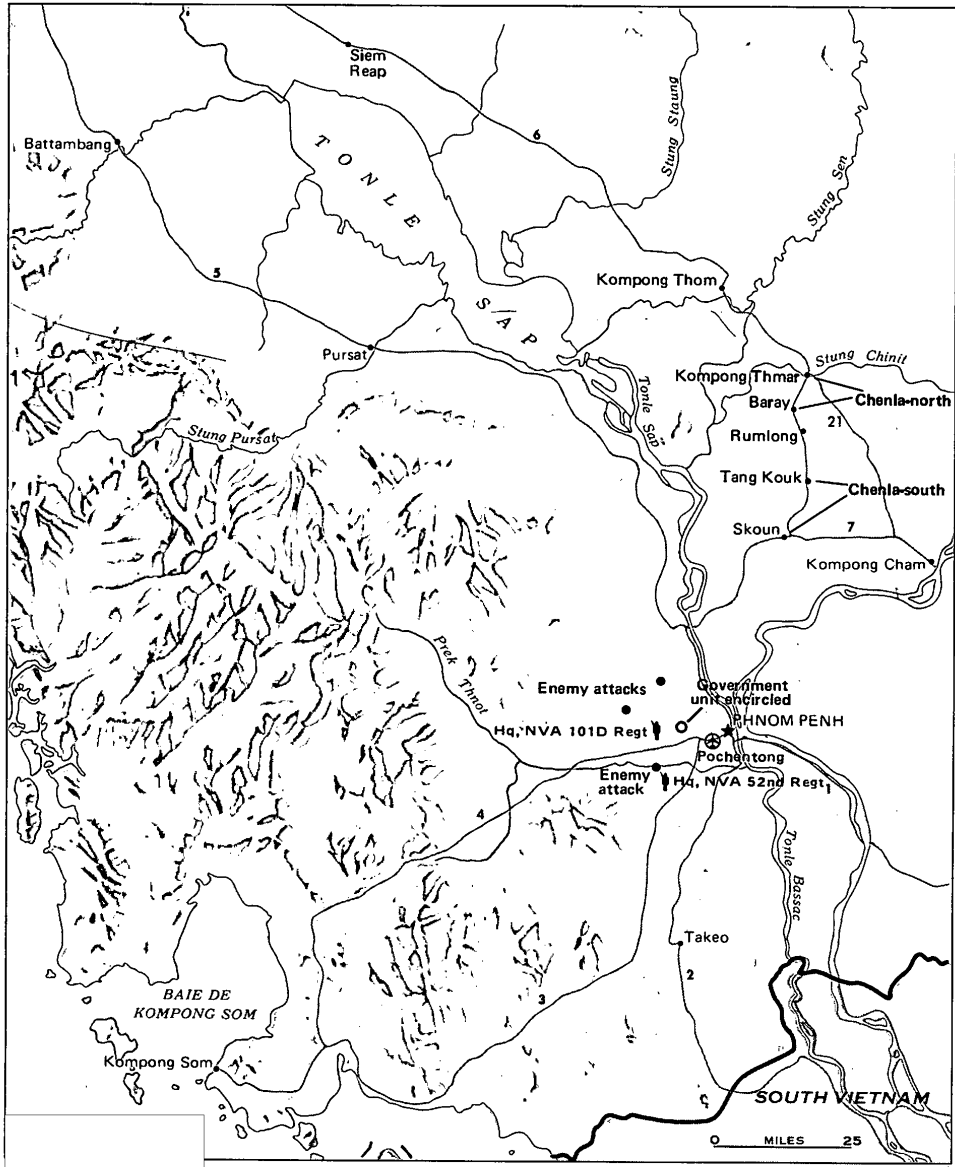 Siem
Reap
Battambang
6
Stung Staung
Stung Sen
TONLE
SAP
5
Kompong Thom
Pursat
Stung Chinit
Kompong Thmar
Chenla-north
Baray
21
Tonle Sap
Rumlong
Stung Pursat
Tang Kouk
Chenla-south
Skoun
7
Kompong Cham
Prek Thnot
Enemy attacks
Government
unit encircled
PHNOM PENH
Hq, NVA 101D Regt
Pochentong
Enemy
attack
Hq, NVA 52nd Regt
1
4
Tonle Bassac
Takeo
2
3
BAIE DE
KOMPONG SOM
Kompong Som
SOUTH VIETNAM
0 MILES 25